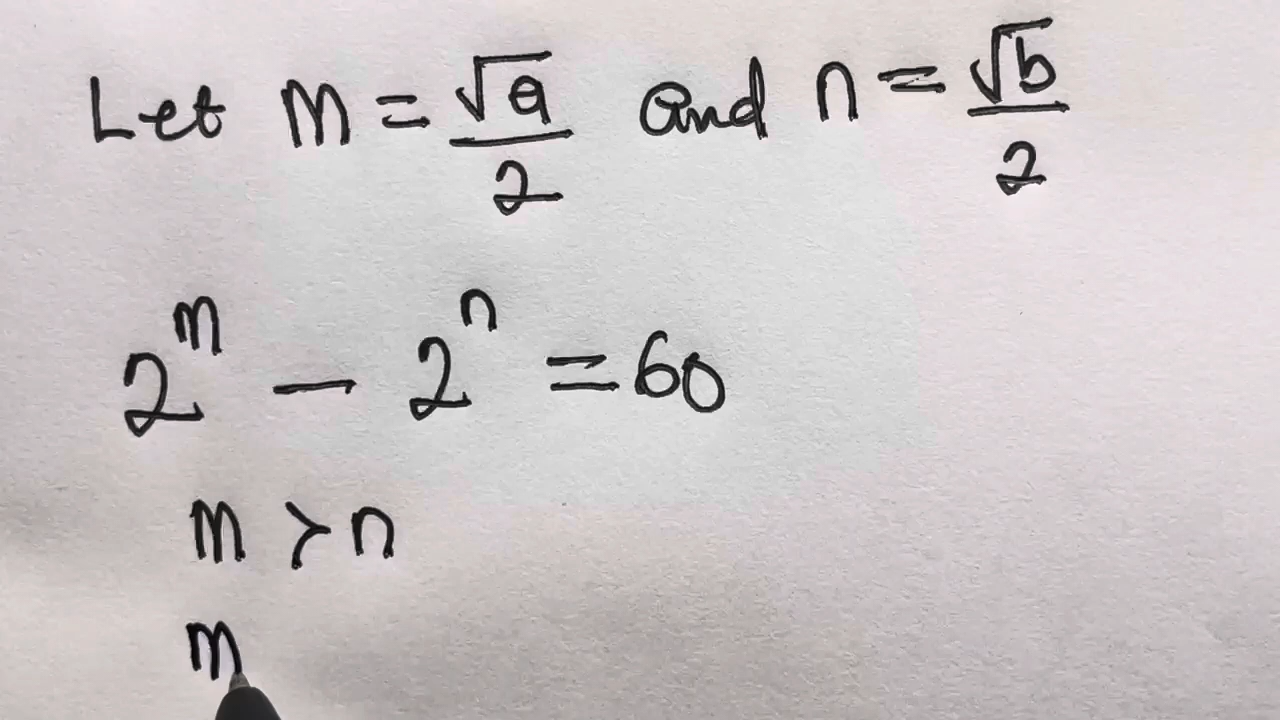 Let m = √a/2 and n = √b/2
2^m − 2^n = 60
m > n
m